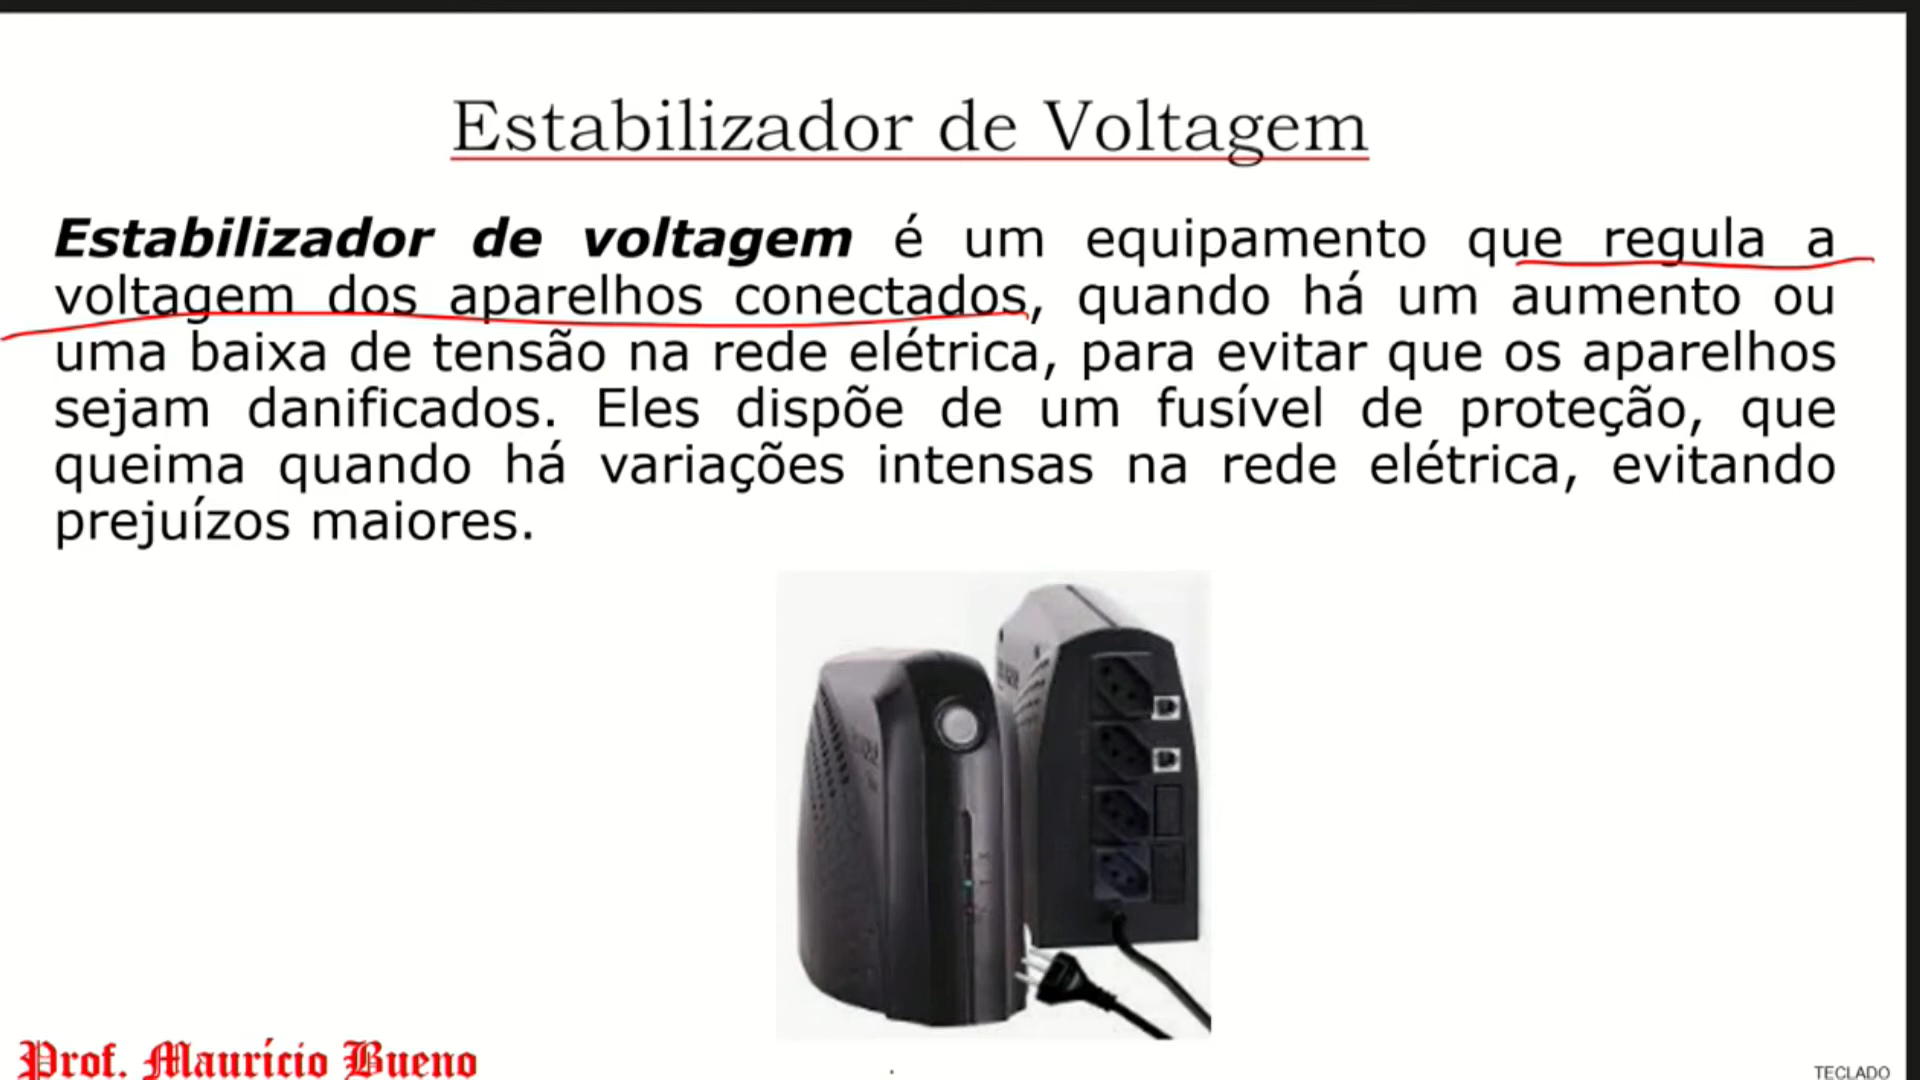 Estabilizador de Voltagem
Estabilizador de voltagem é um equipamento que regula a
voltagem dos aparelhos conectados, quando há um aumento ou
uma baixa de tensão na rede elétrica, para evitar que os aparelhos
sejam danificados. Eles dispõe de um fusível de proteção, que
queima quando há variações intensas na rede elétrica, evitando
prejuízos maiores.
Prof. Maurício Bueno
TECLADO